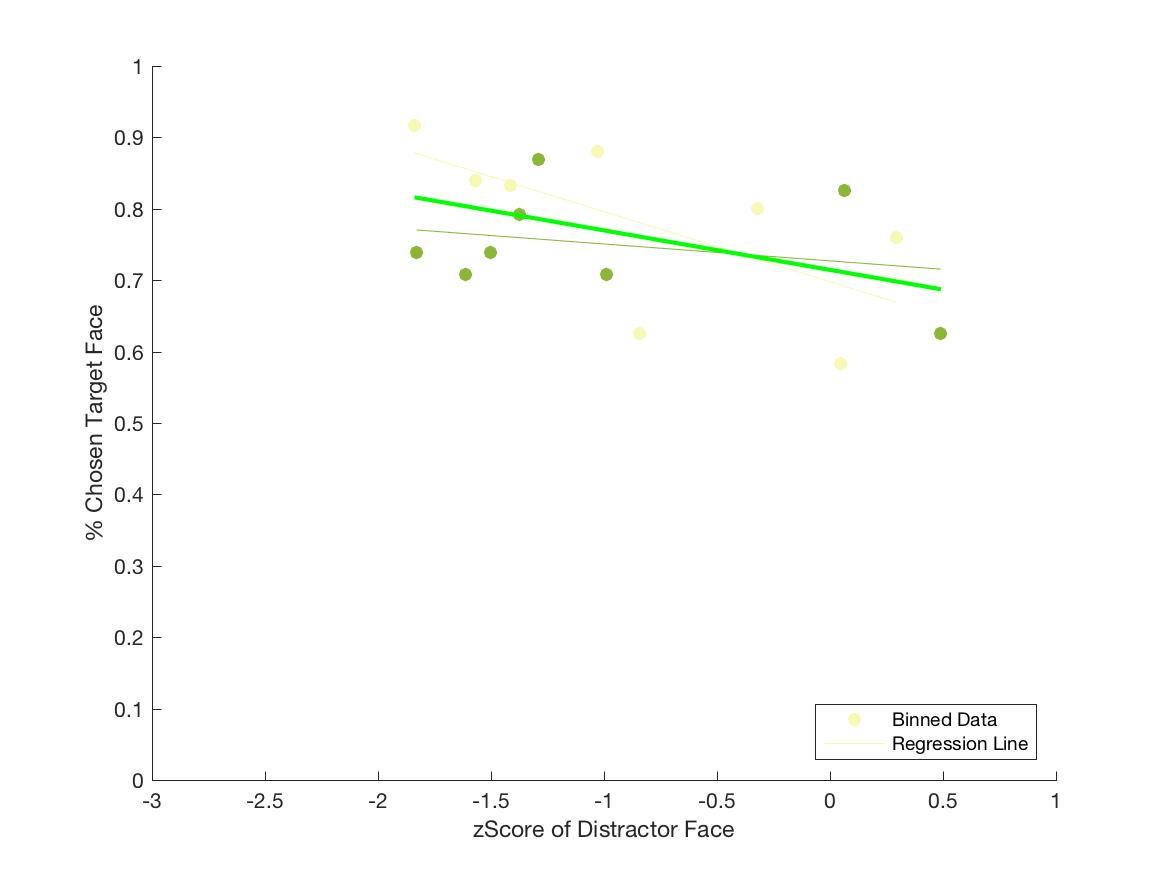 1
0.9
0.8
0.7
0.6
0.5
0.4
0.3
0.2
0.1
0
% Chosen Target Face
-3 -2.5 -2 -1.5 -1 -0.5 0 0.5 1
zScore of Distractor Face
Binned Data
Regression Line